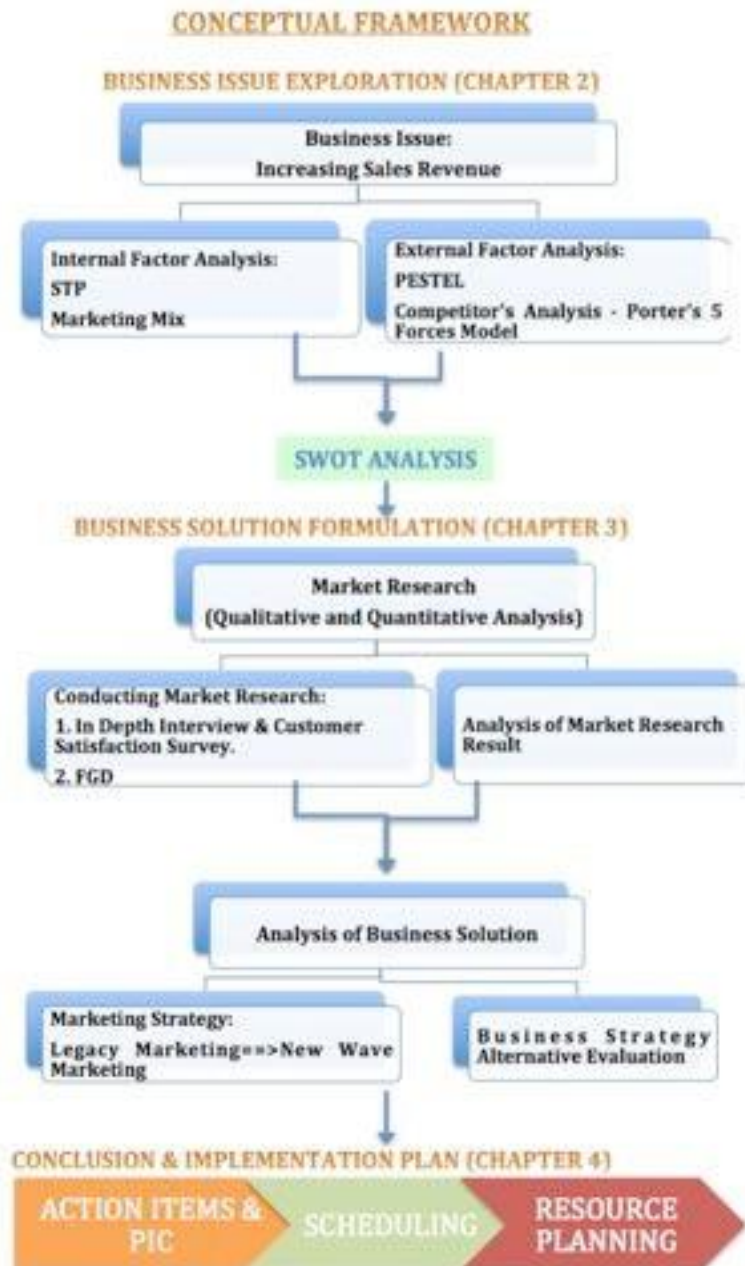 CONCEPTUAL FRAMEWORK
BUSINESS ISSUE EXPLORATION (CHAPTER 2)
Business Issue:
Increasing Sales Revenue
Internal Factor Analysis:
STP
Marketing Mix
External Factor Analysis:
PESTEL
Competitor's Analysis - Porter's 5
Forces Model
SWOT ANALYSIS
BUSINESS SOLUTION FORMULATION (CHAPTER 3)
Market Research
(Qualitative and Quantitative Analysis)
Conducting Market Research:
1. In Depth Interview & Customer
Satisfaction Survey.
2. FGD
Analysis of Market Research
Result
Analysis of Business Solution
Marketing Strategy:
Legacy Marketing==>New Wave
Marketing
Business Strategy
Alternative Evaluation
CONCLUSION & IMPLEMENTATION PLAN (CHAPTER 4)
ACTION ITEMS &
PIC
SCHEDULING
RESOURCE
PLANNING